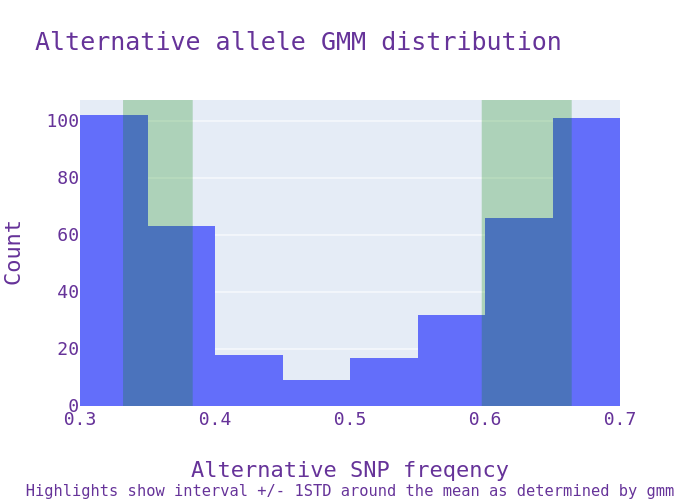 Alternative allele GMM distribution
Count
100
80
60
40
20
0
0.3 0.4 0.5 0.6 0.7
Alternative SNP freqency
Highlights show interval +/- 1STD around the mean as determined by gmm